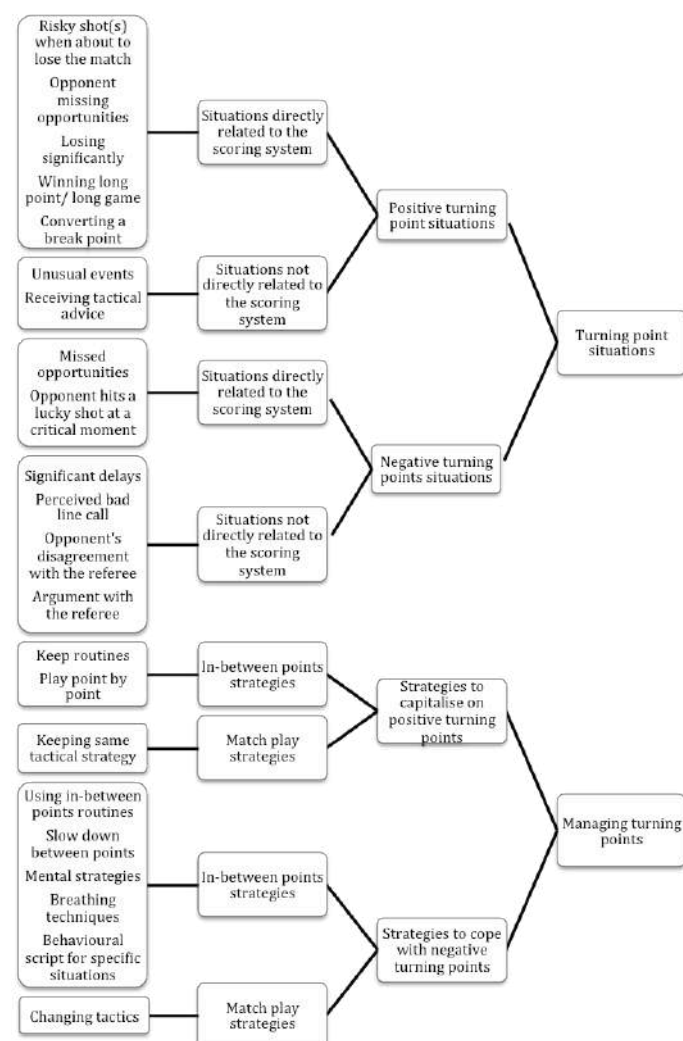 Risky shot(s)
when about to
lose the match
Opponent
missing
opportunities
Losing
significantly
Winning long
point/ long game
Converting a
break point
Situations directly
related to the
scoring system
Positive turning
point situations
Unusual events
Receiving tactical
advice
Situations not
directly related to
the scoring
system
Turning point
situations
Missed
opportunities
Opponent hits a
lucky shot at a
critical moment
Situations directly
related to the
scoring system
Negative turning
points situations
Significant delays
Perceived bad
line call
Opponent's
disagreement
with the referee
Argument with
the referee
Situations not
directly related to
the scoring
system
Keep routines
Play point by
point
In-between points
strategies
Strategies to
capitalise on
positive turning
points
Keeping same
tactical strategy
Match play
strategies
Managing turning
points
Using in-between
points routines
Slow down
between points
Mental strategies
Breathing
techniques
Behavioural
script for specific
situations
In-between points
strategies
Strategies to cope
with negative
turning points
Changing tactics
Match play
strategies